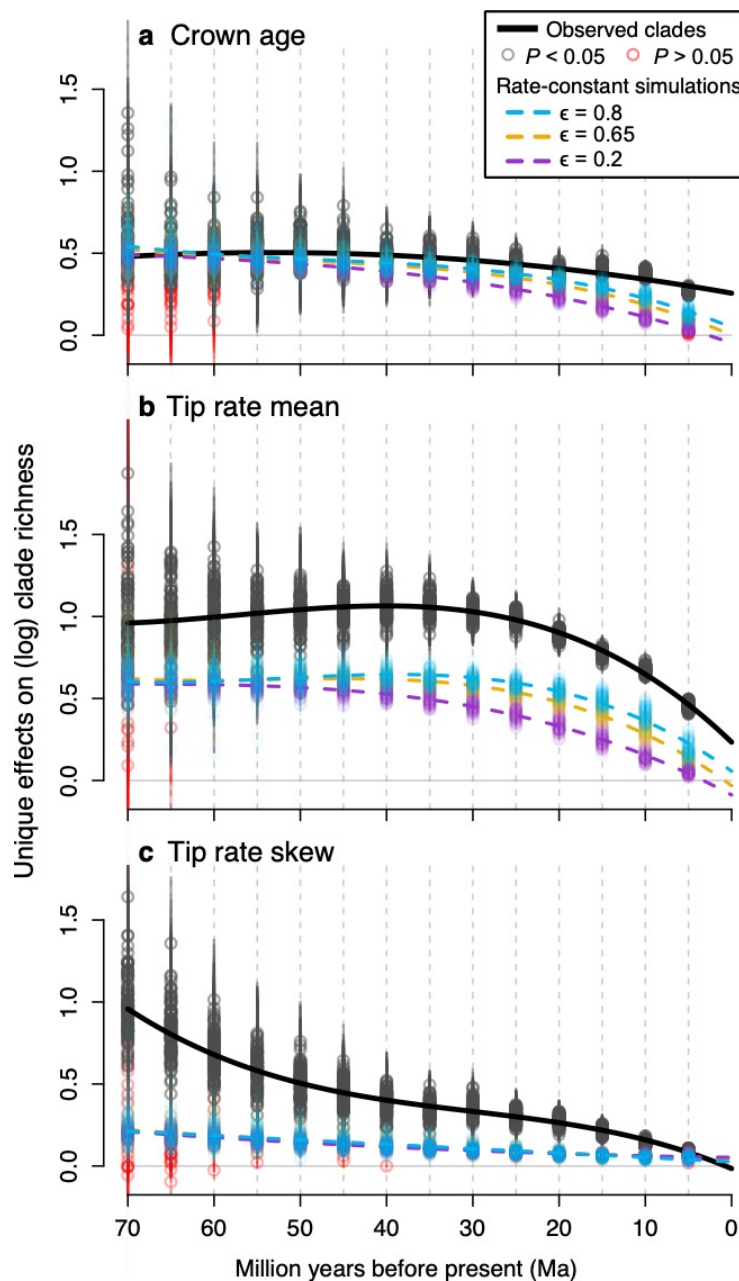 a Crown age
Observed clades
P < 0.05 P > 0.05
Rate-constant simulations
ϵ = 0.8
ϵ = 0.65
ϵ = 0.2
1.5
1.0
0.5
0.0
b Tip rate mean
1.5
1.0
0.5
0.0
Unique effects on (log) clade richness
c Tip rate skew
1.5
1.0
0.5
0.0
70 60 50 40 30 20 10 0
Million years before present (Ma)